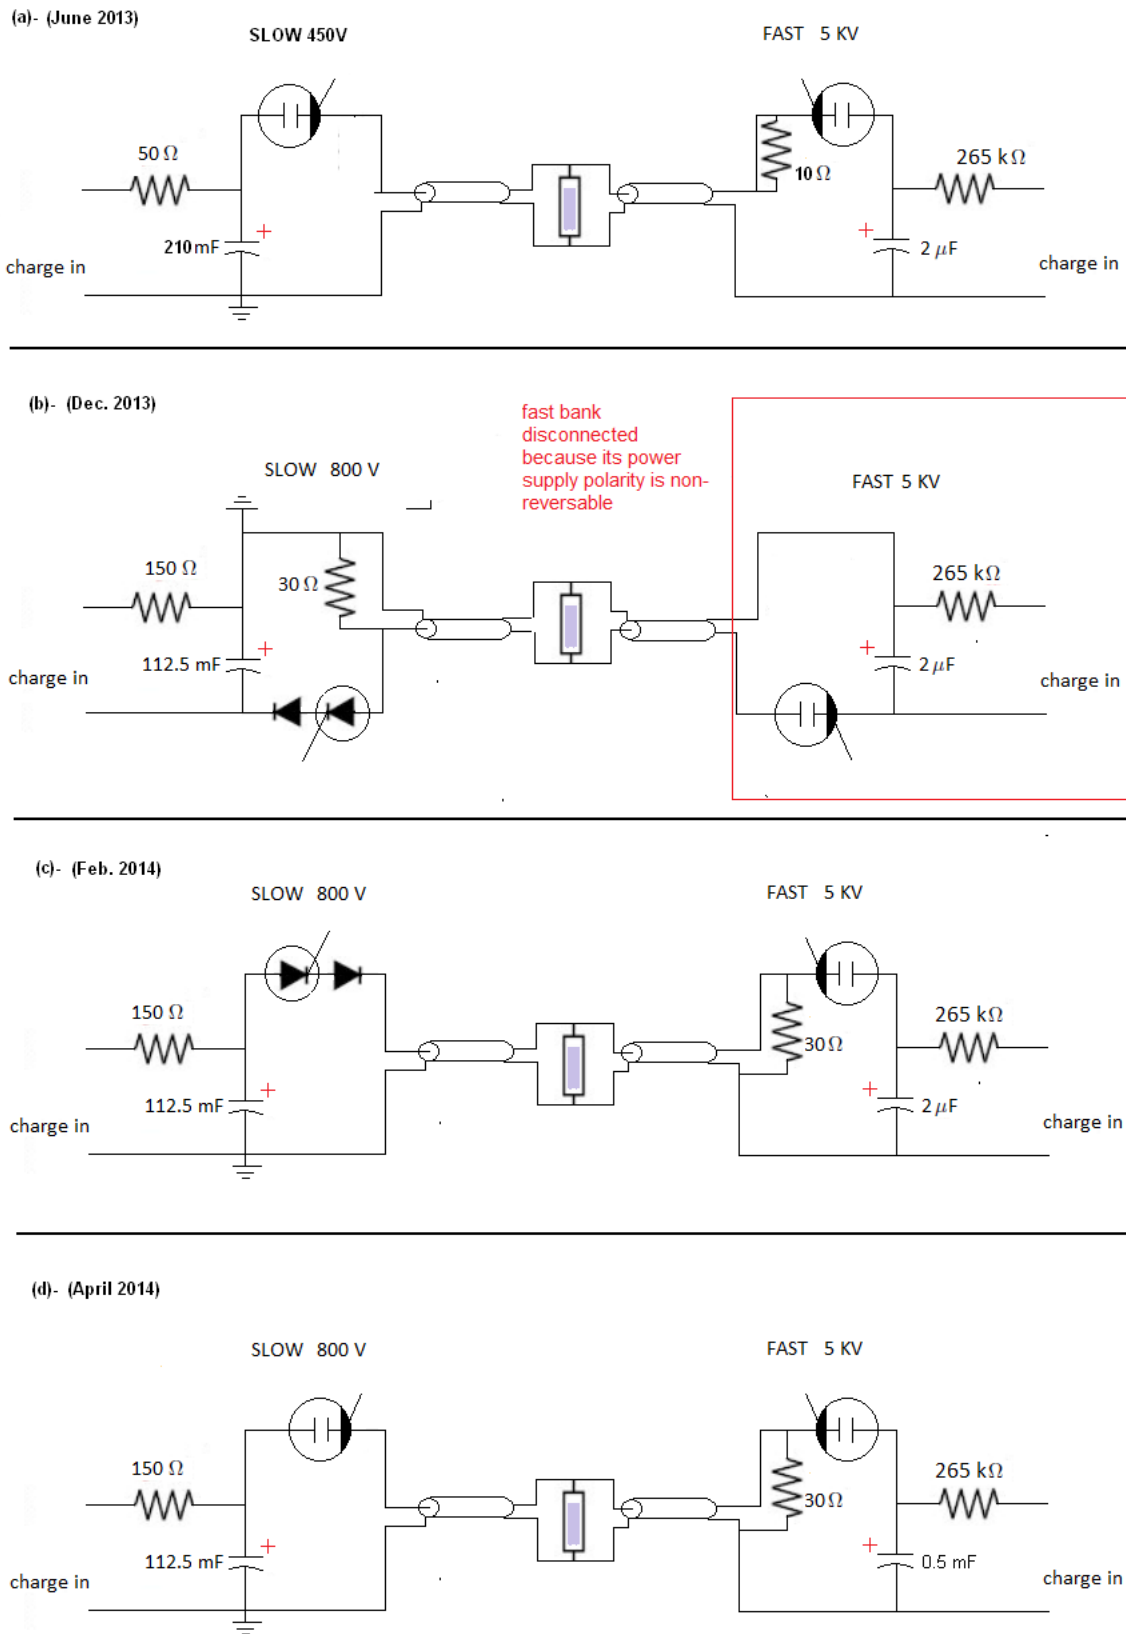 (a)- (June 2013)
SLOW 450V
FAST 5 KV
50 Ω
10 Ω
265 kΩ
+
210 mF
+
2 μF
charge in
charge in
(b)- (Dec. 2013)
fast bank
disconnected
because its power
supply polarity is non-
reversable
SLOW 800 V
FAST 5 KV
150 Ω
30 Ω
265 kΩ
+
112.5 mF
+
2 μF
charge in
charge in
(c)- (Feb. 2014)
SLOW 800 V
FAST 5 KV
150 Ω
30 Ω
265 kΩ
+
112.5 mF
+
2 μF
charge in
charge in
(d)- (April 2014)
SLOW 800 V
FAST 5 KV
150 Ω
30 Ω
265 kΩ
+
112.5 mF
+
0.5 mF
charge in
charge in